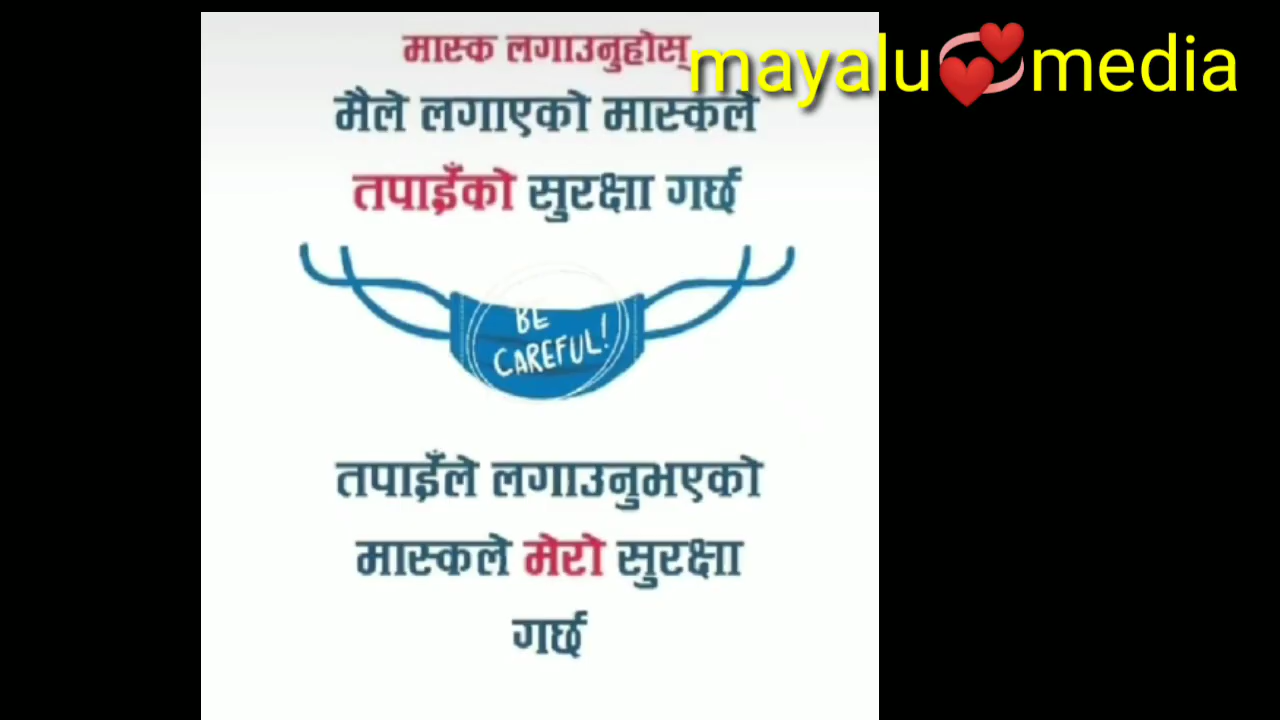 मास्क लगाउनुहोस्
mayalu💞media
मैले लगाएको मास्कले
तपाइँको सुरक्षा गर्छ
BE
CAREFUL!
तपाइँले लगाउनुभएको
मास्कले मेरो सुरक्षा
गर्छ